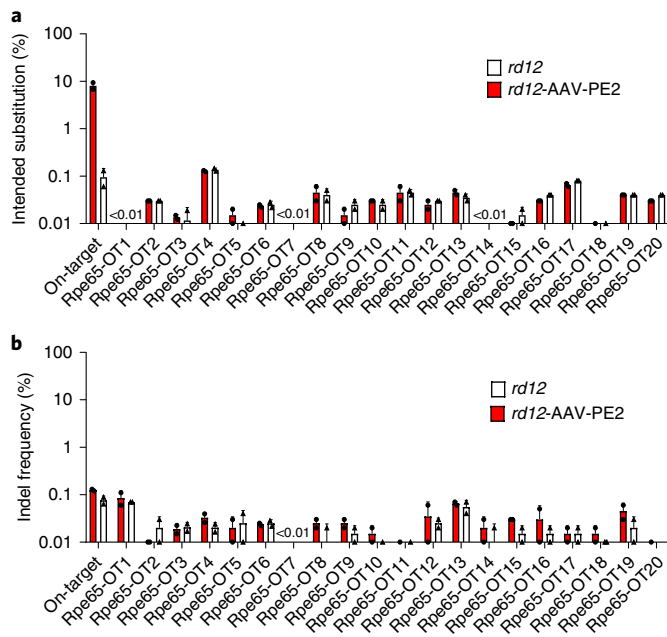 a
Intended substitution (%)
100
10
1
0.1
0.01
rd12
rd12-AAV-PE2
<0.01
<0.01
<0.01
On-target
Rpe65-OT1
Rpe65-OT2
Rpe65-OT3
Rpe65-OT4
Rpe65-OT5
Rpe65-OT6
Rpe65-OT7
Rpe65-OT8
Rpe65-OT9
Rpe65-OT10
Rpe65-OT11
Rpe65-OT12
Rpe65-OT13
Rpe65-OT14
Rpe65-OT15
Rpe65-OT16
Rpe65-OT17
Rpe65-OT18
Rpe65-OT19
Rpe65-OT20
b
Indel frequency (%)
100
10
1
0.1
0.01
rd12
rd12-AAV-PE2
<0.01
On-target
Rpe65-OT1
Rpe65-OT2
Rpe65-OT3
Rpe65-OT4
Rpe65-OT5
Rpe65-OT6
Rpe65-OT7
Rpe65-OT8
Rpe65-OT9
Rpe65-OT10
Rpe65-OT11
Rpe65-OT12
Rpe65-OT13
Rpe65-OT14
Rpe65-OT15
Rpe65-OT16
Rpe65-OT17
Rpe65-OT18
Rpe65-OT19
Rpe65-OT20